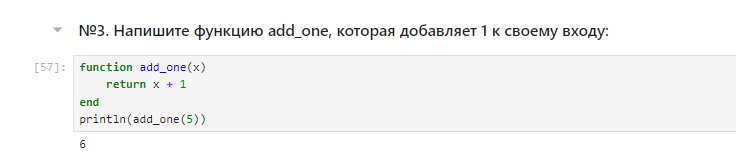 №3. Напишите функцию add_one, которая добавляет 1 к своему входу:
[57]: function add_one(x)
    return x + 1
end
println(add_one(5))
6